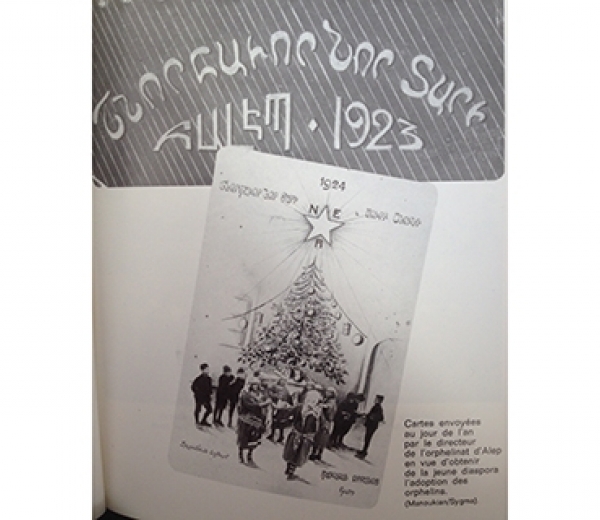 ՇՆՈՐՀԱՒՈՐ ՆՈՐ ՏԱՐԻ
ՀԱԼԷՊ • 1923
1924
N E
R
Cartes envoyées
au jour de l'an
par le directeur
de l'orphelinat d'Alep
en vue d'obtenir
de la jeune diaspora
l'adoption des
orphelins.
(Manoukian/Sygma).